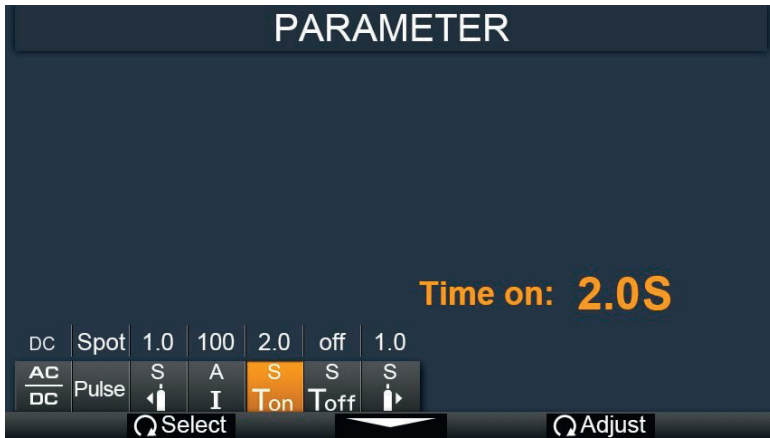 PARAMETER
Time on: 2.0S
DC Spot 1.0 100 2.0 off 1.0
AC DC Pulse S A I S Ton S Toff S
Select Adjust